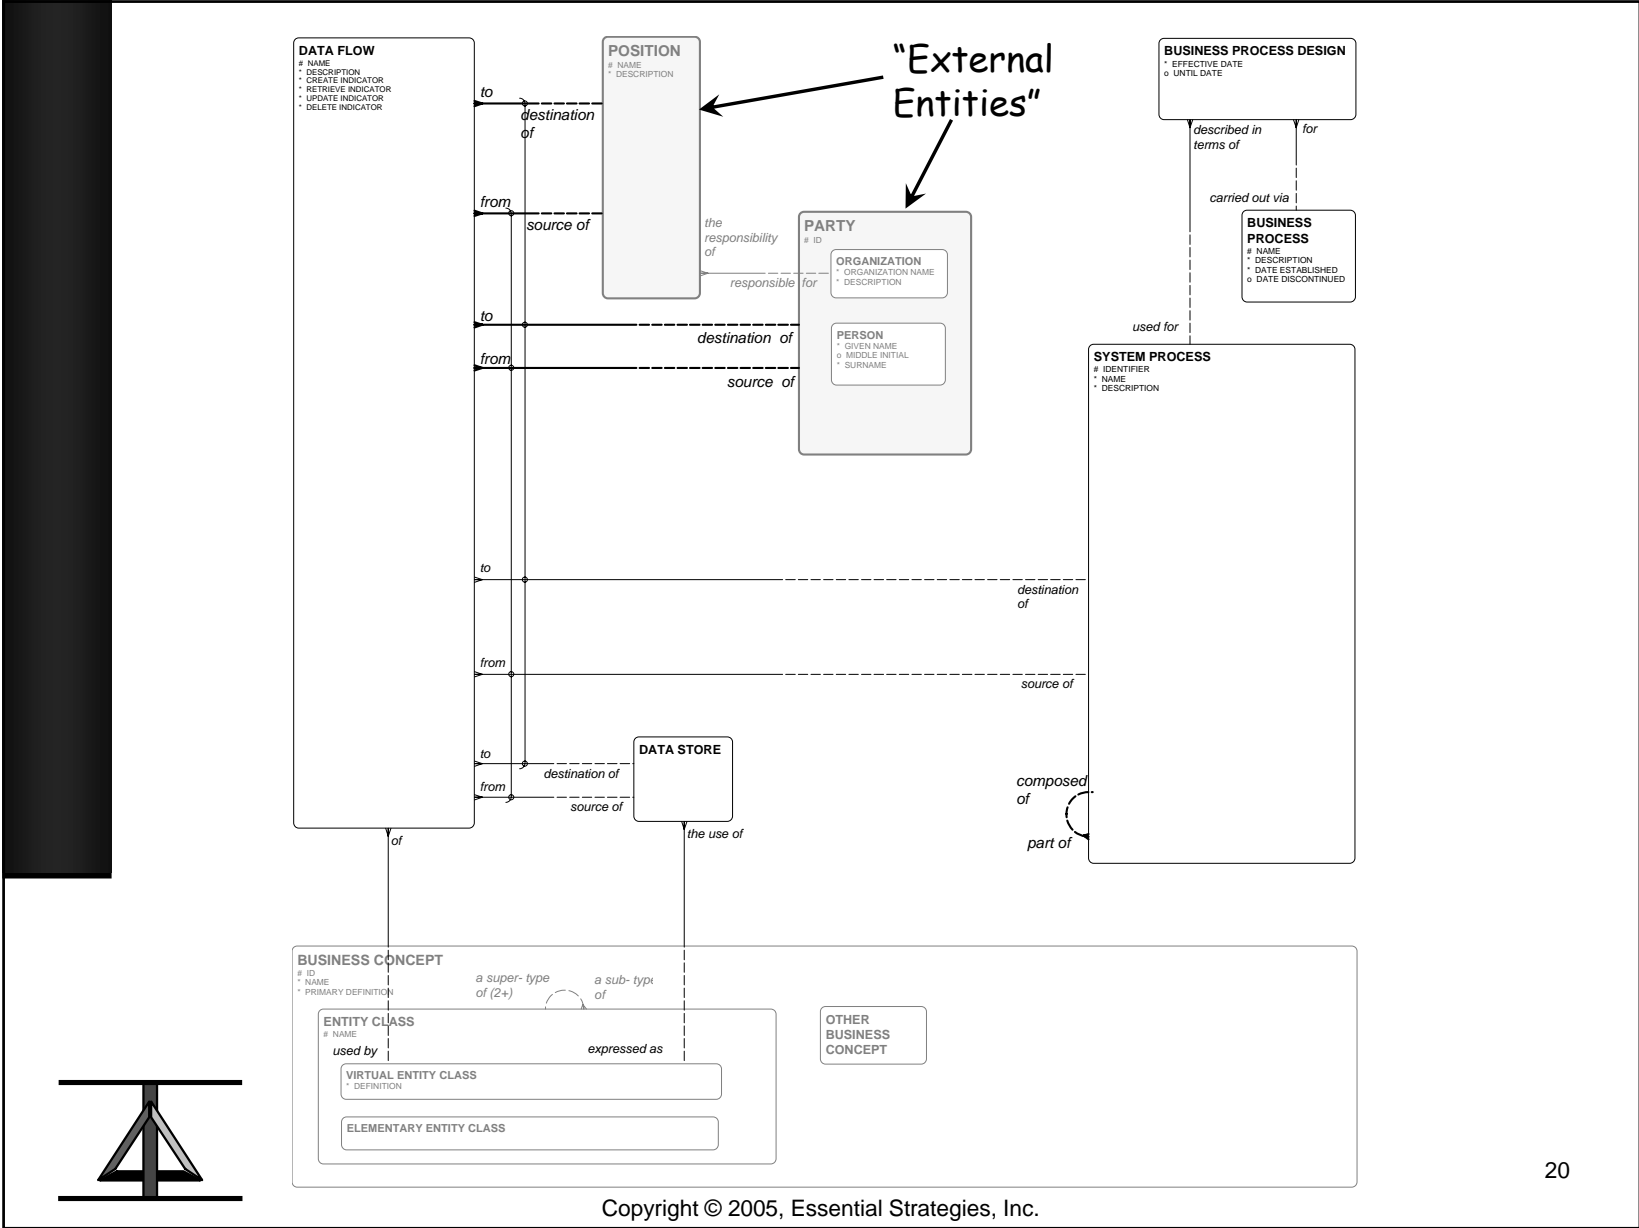 DATA FLOW
# NAME
* DESCRIPTION
* CREATE INDICATOR
* RETRIEVE INDICATOR
* UPDATE INDICATOR
* DELETE INDICATOR
POSITION
# NAME
* DESCRIPTION
“External
Entities”
BUSINESS PROCESS DESIGN
* EFFECTIVE DATE
o UNTIL DATE
to
destination
of
described in
terms of
for
from
source of
carried out via
the
responsibility
of
responsible for
PARTY
# ID
ORGANIZATION
* ORGANIZATION NAME
* DESCRIPTION
BUSINESS
PROCESS
# NAME
* DESCRIPTION
* DATE ESTABLISHED
o DATE DISCONTINUED
to
destination of
PERSON
* GIVEN NAME
o MIDDLE INITIAL
* SURNAME
used for
from
source of
SYSTEM PROCESS
# IDENTIFIER
* NAME
* DESCRIPTION
to
destination
of
from
source of
to
destination of
from
source of
DATA STORE
composed
of
part of
of
the use of
BUSINESS CONCEPT
# ID
* NAME
* PRIMARY DEFINITION
a super- type
of (2+)
a sub- type
of
ENTITY CLASS
# NAME
used by
expressed as
OTHER
BUSINESS
CONCEPT
VIRTUAL ENTITY CLASS
* DEFINITION
ELEMENTARY ENTITY CLASS
20
Copyright © 2005, Essential Strategies, Inc.